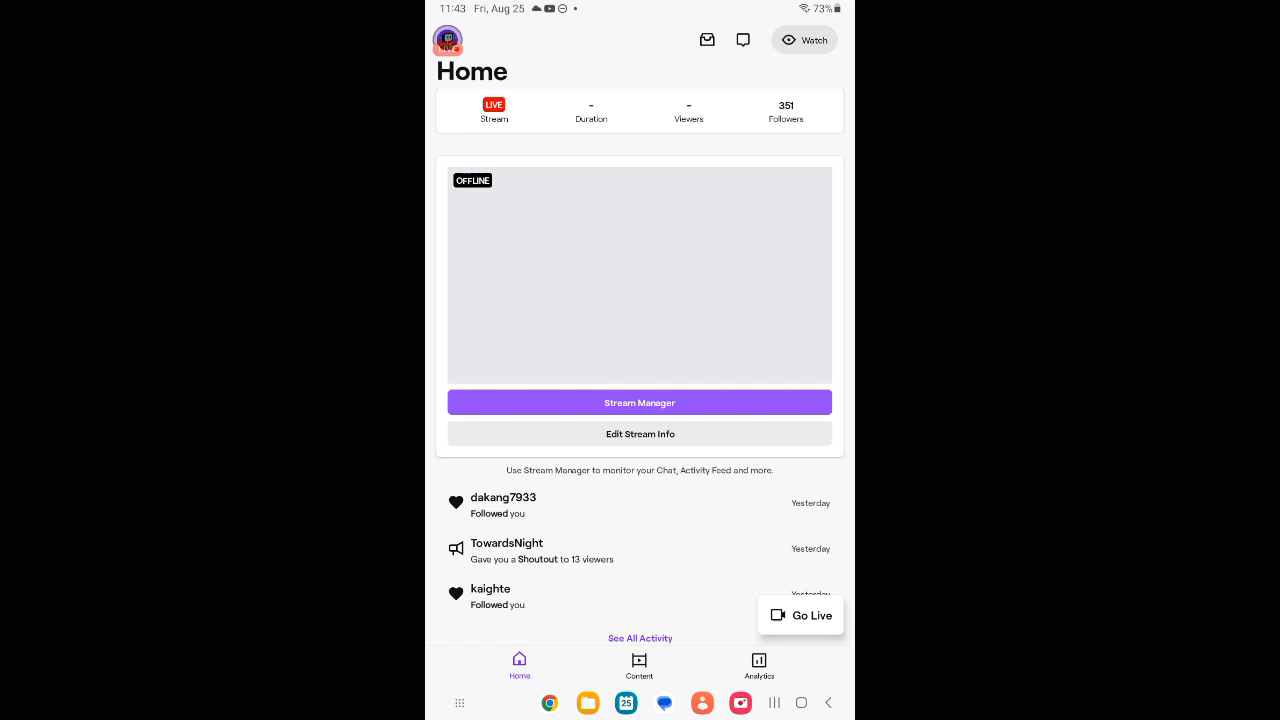 11:43 Fri, Aug 25
73%
Watch
Home
LIVE - - 351
Stream Duration Viewers Followers
OFFLINE
Stream Manager
Edit Stream Info
Use Stream Manager to monitor your Chat, Activity Feed and more.
dakang7933
Followed you
Yesterday
TowardsNight
Gave you a Shoutout to 13 viewers
Yesterday
kaighte
Followed you
Yesterday
Go Live
See All Activity
Home Content Analytics
25